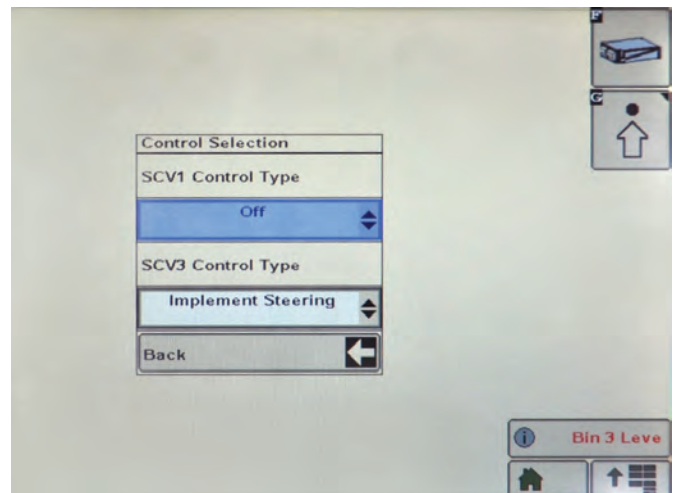 F
G
Control Selection
SCV1 Control Type
Off
SCV3 Control Type
Implement Steering
Back
i
Bin 3 Leve